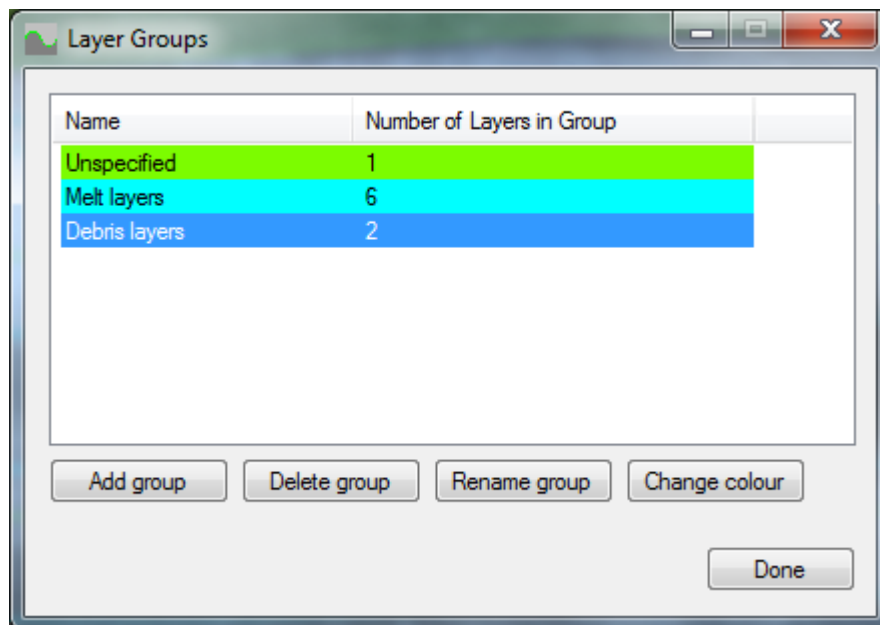 Layer Groups
Name Number of Layers in Group
Unspecified 1
Melt layers 6
Debris layers 2
Add group Delete group Rename group Change colour
Done